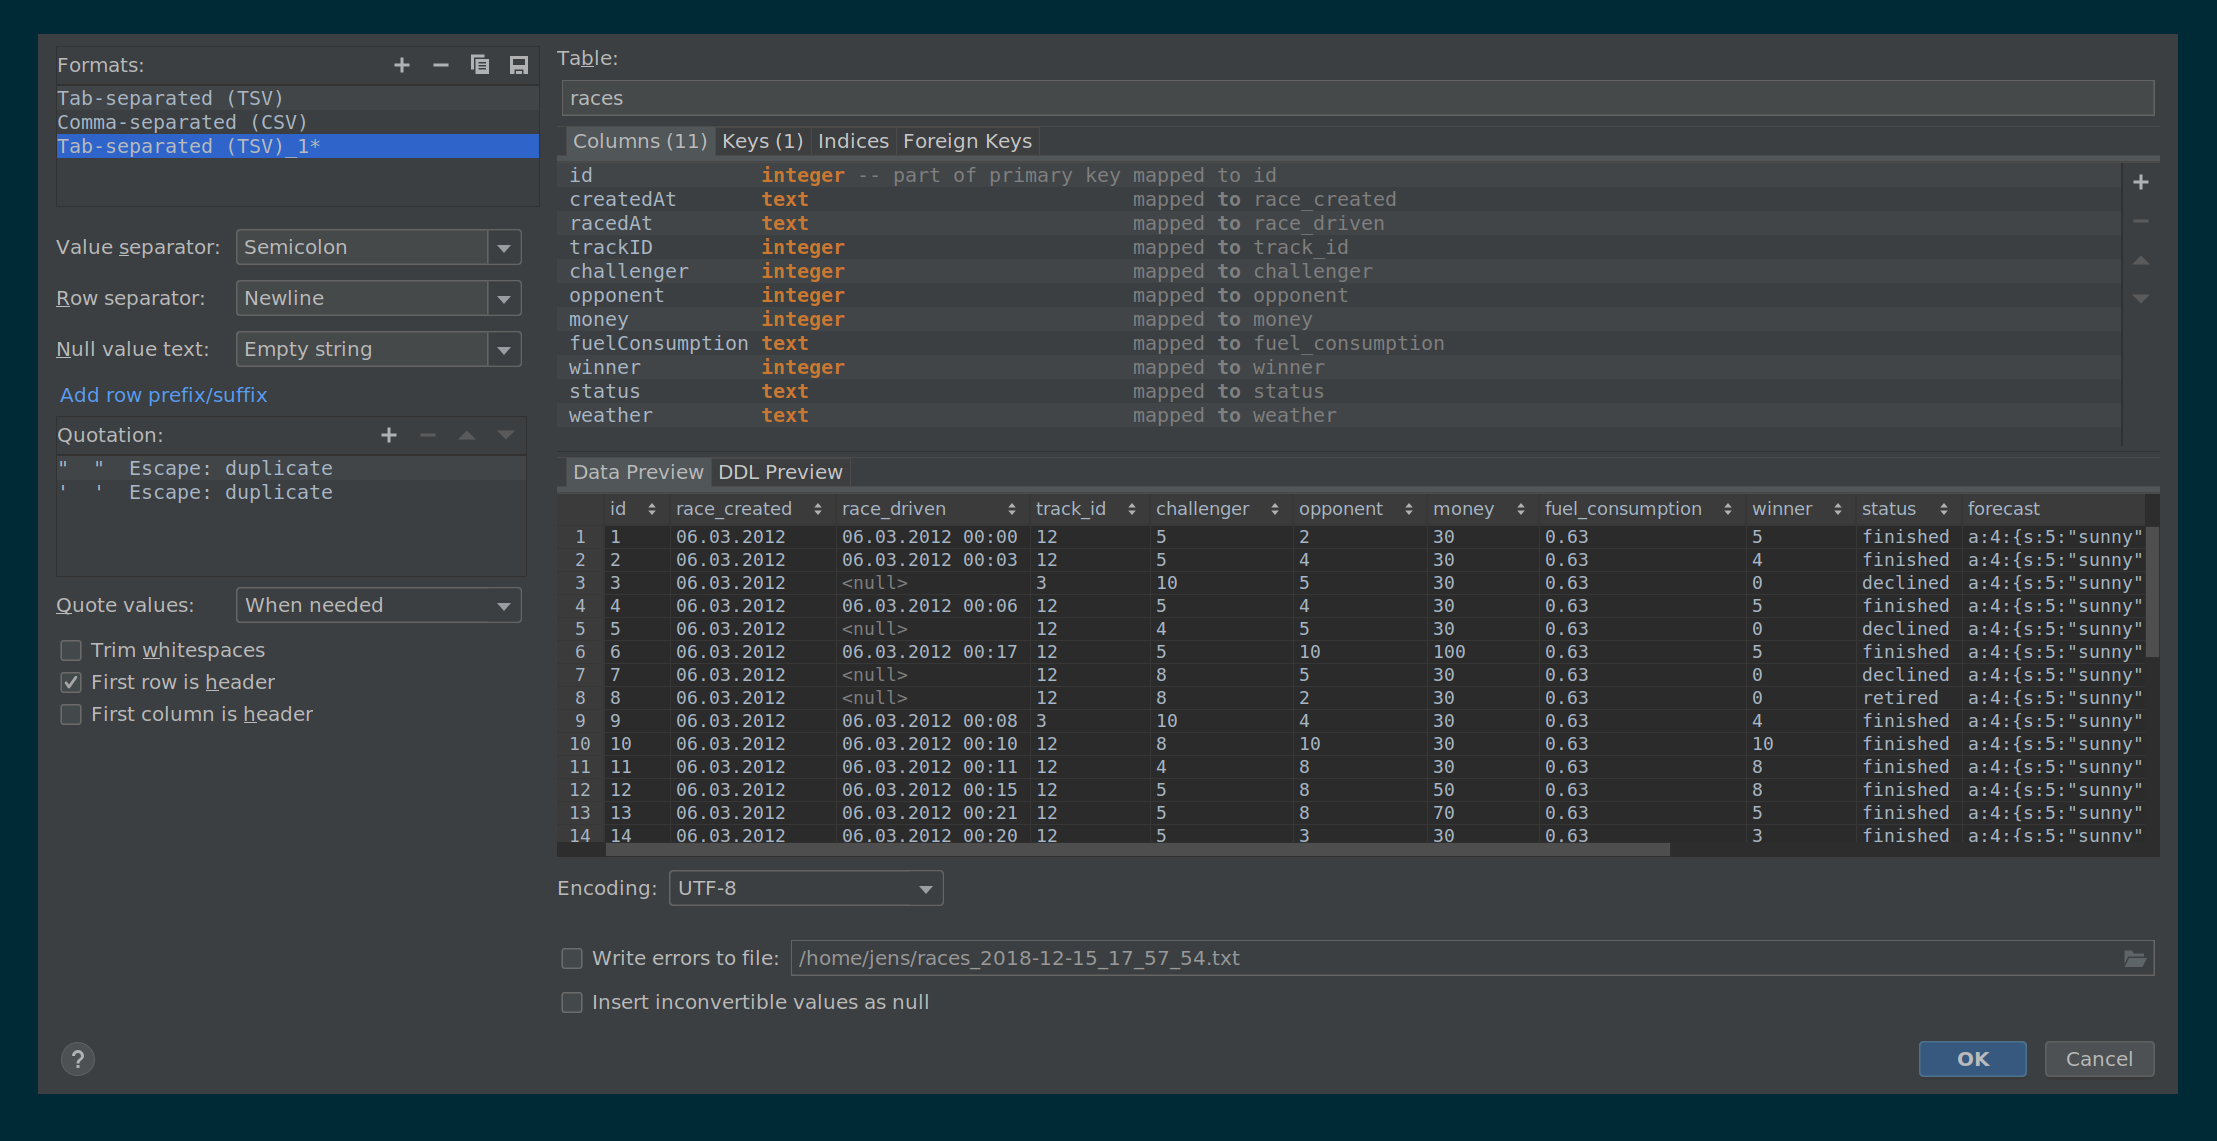 Formats:
Tab-separated (TSV)
Comma-separated (CSV)
Tab-separated (TSV)_1*
Value separator: Semicolon
Row separator: Newline
Null value text: Empty string
Add row prefix/suffix
Quotation:
" " Escape: duplicate
' ' Escape: duplicate
Quote values: When needed
Trim whitespaces
First row is header
First column is header
Table:
races
Columns (11) Keys (1) Indices Foreign Keys
id integer -- part of primary key mapped to id
createdAt text mapped to race_created
racedAt text mapped to race_driven
trackID integer mapped to track_id
challenger integer mapped to challenger
opponent integer mapped to opponent
money integer mapped to money
fuelConsumption text mapped to fuel_consumption
winner integer mapped to winner
status text mapped to status
weather text mapped to weather
Data Preview DDL Preview
id race_created race_driven track_id challenger opponent money fuel_consumption winner status forecast
1 1 06.03.2012 06.03.2012 00:00 12 5 2 30 0.63 5 finished a:4:{s:5:"sunny"
2 2 06.03.2012 06.03.2012 00:03 12 5 4 30 0.63 4 finished a:4:{s:5:"sunny"
3 3 06.03.2012 <null> 3 10 5 30 0.63 0 declined a:4:{s:5:"sunny"
4 4 06.03.2012 06.03.2012 00:06 12 5 4 30 0.63 5 finished a:4:{s:5:"sunny"
5 5 06.03.2012 <null> 12 4 5 30 0.63 0 declined a:4:{s:5:"sunny"
6 6 06.03.2012 06.03.2012 00:17 12 5 10 100 0.63 5 finished a:4:{s:5:"sunny"
7 7 06.03.2012 <null> 12 8 5 30 0.63 0 declined a:4:{s:5:"sunny"
8 8 06.03.2012 <null> 12 8 2 30 0.63 0 retired a:4:{s:5:"sunny"
9 9 06.03.2012 06.03.2012 00:08 3 10 4 30 0.63 4 finished a:4:{s:5:"sunny"
10 10 06.03.2012 06.03.2012 00:10 12 8 10 30 0.63 10 finished a:4:{s:5:"sunny"
11 11 06.03.2012 06.03.2012 00:11 12 4 8 30 0.63 8 finished a:4:{s:5:"sunny"
12 12 06.03.2012 06.03.2012 00:15 12 5 8 50 0.63 8 finished a:4:{s:5:"sunny"
13 13 06.03.2012 06.03.2012 00:21 12 5 8 70 0.63 5 finished a:4:{s:5:"sunny"
14 14 06.03.2012 06.03.2012 00:20 12 5 3 30 0.63 3 finished a:4:{s:5:"sunny"
Encoding: UTF-8
Write errors to file: /home/jens/races_2018-12-15_17_57_54.txt
Insert inconvertible values as null
? OK Cancel